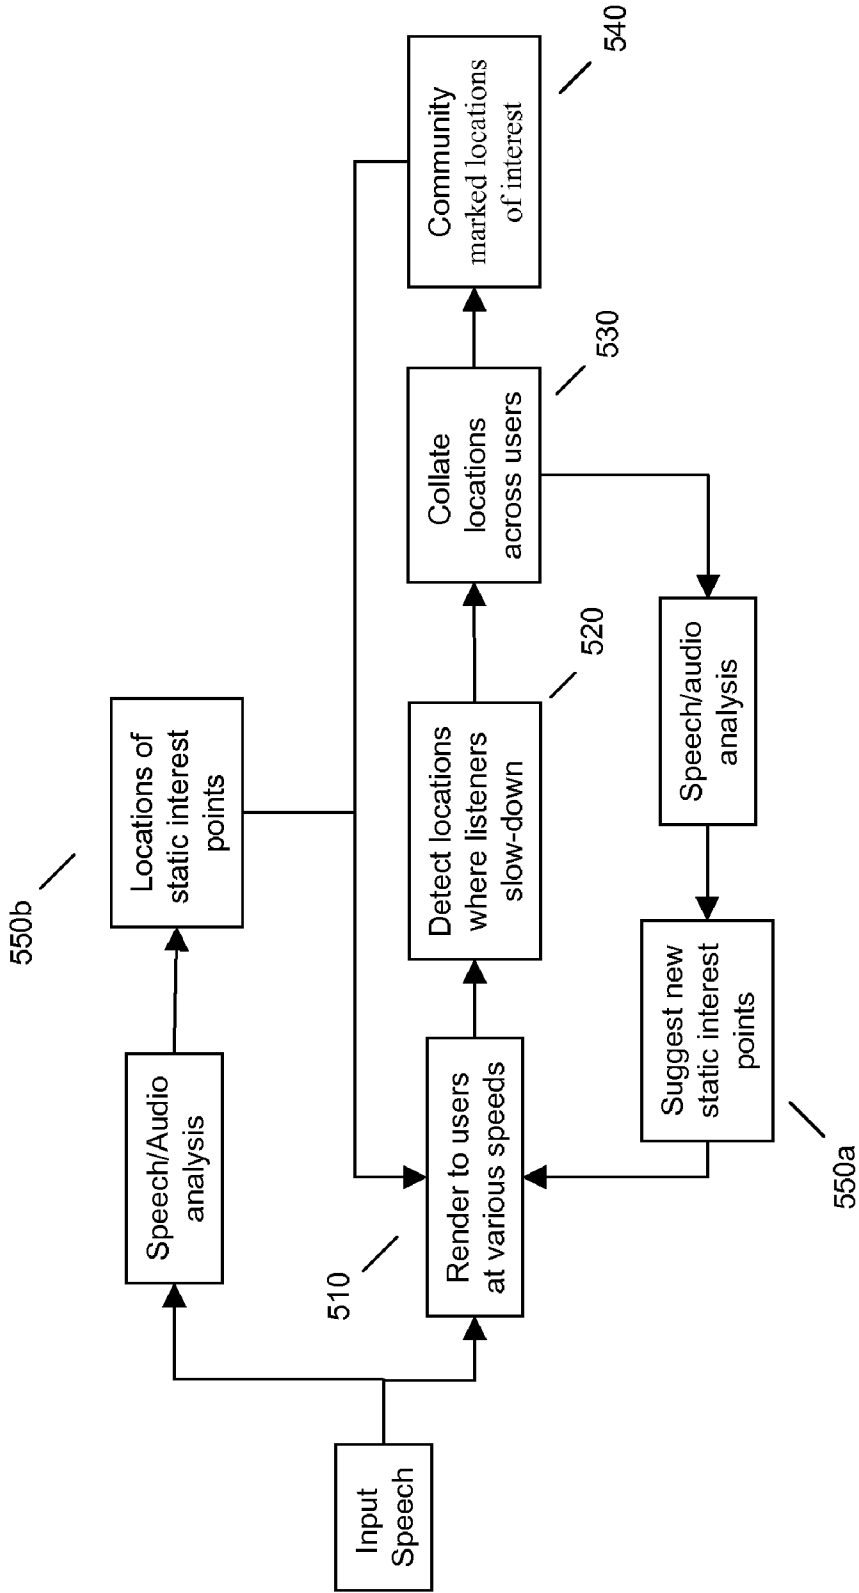 550b
Speech/Audio
analysis
Locations of
static interest
points
Input
Speech
510
Render to users
at various speeds
Detect locations
where listeners
slow-down
520
Collate
locations
across users
530
Community
marked locations
of interest
540
Suggest new
static interest
points
550a
Speech/audio
analysis